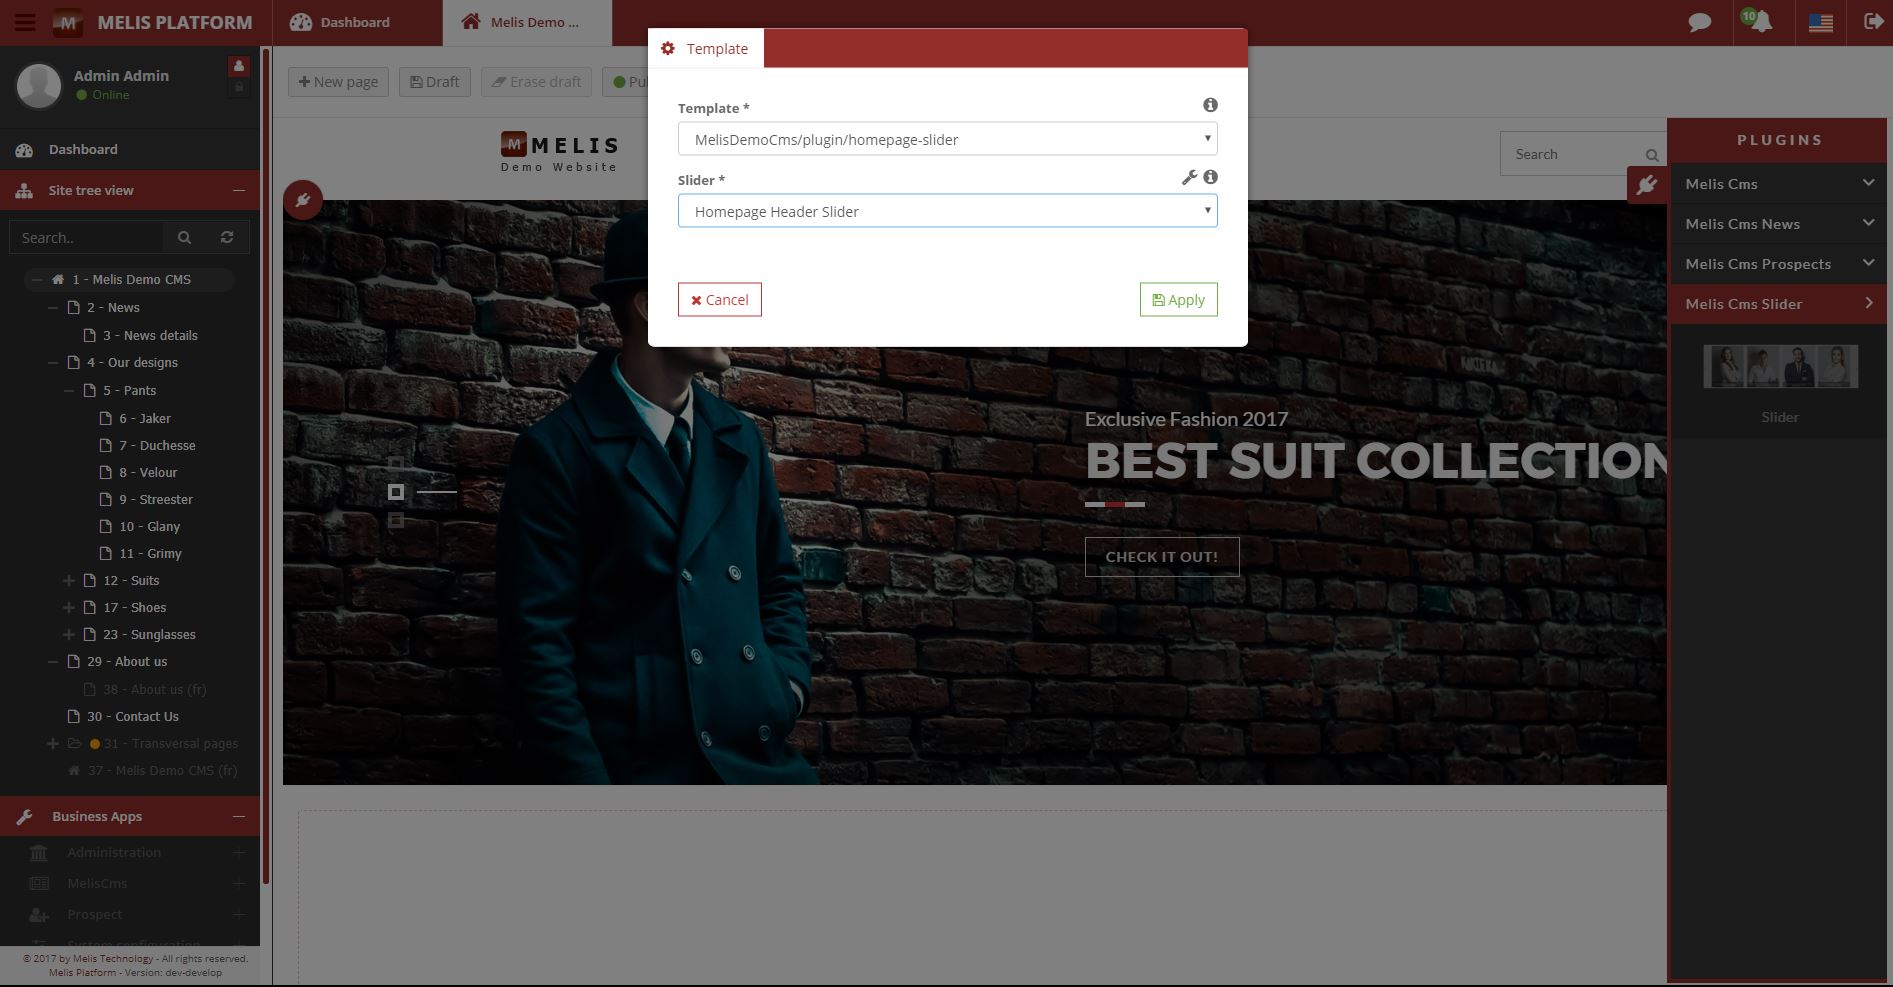 MELIS PLATFORM
Dashboard
Melis Demo ...
10
Admin Admin
Online
Dashboard
Site tree view
Search..
1 - Melis Demo CMS
2 - News
3 - News details
4 - Our designs
5 - Pants
6 - Jaker
7 - Duchesse
8 - Velour
9 - Streester
10 - Glany
11 - Grimy
12 - Suits
17 - Shoes
23 - Sunglasses
29 - About us
38 - About us (fr)
30 - Contact Us
31 - Transversal pages
37 - Melis Demo CMS (fr)
Business Apps
Administration
MelisCms
Prospect
System configuration
© 2017 by Melis Technology - All rights reserved.
Melis Platform - Version: dev-develop
New page
Draft
Erase draft
Pu
M MELIS
Demo Website
Search
Template
Template *
MelisDemoCms/plugin/homepage-slider
Slider *
Homepage Header Slider
Cancel
Apply
Exclusive Fashion 2017
BEST SUIT COLLECTION
CHECK IT OUT!
PLUGINS
Melis Cms
Melis Cms News
Melis Cms Prospects
Melis Cms Slider
Slider